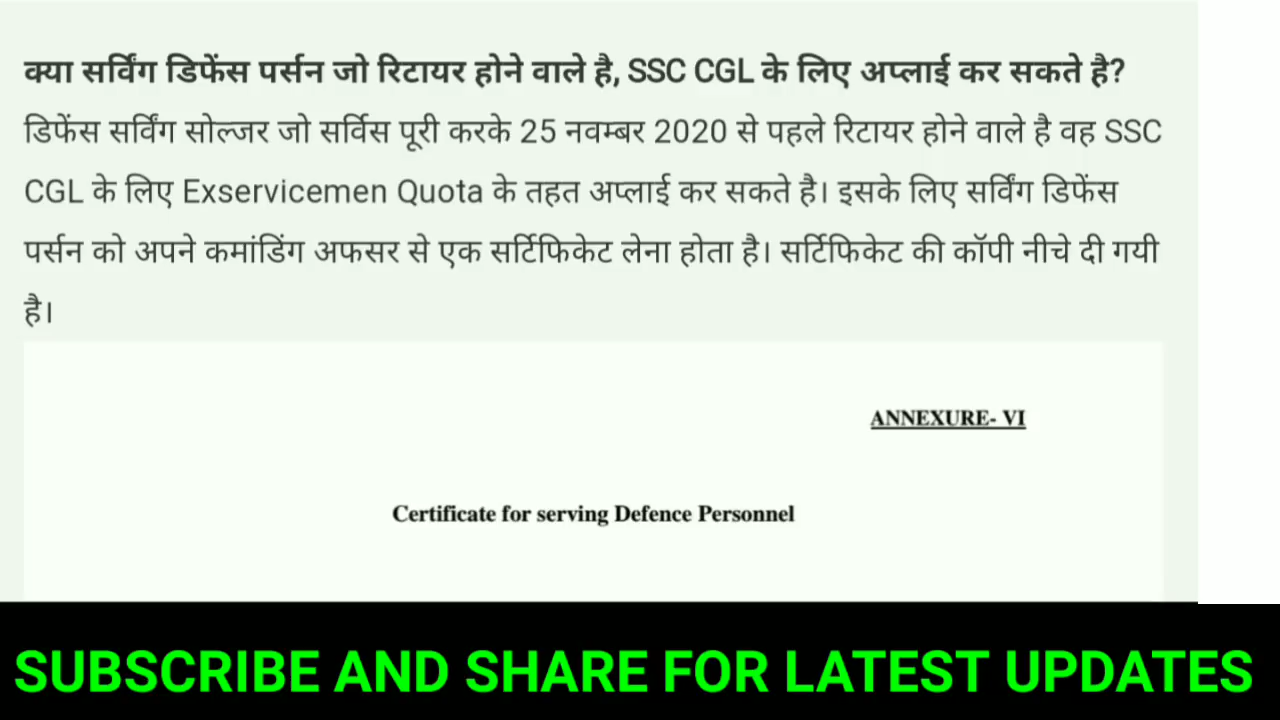 क्या सर्विंग डिफेंस पर्सन जो रिटायर होने वाले है, SSC CGL के लिए अप्लाई कर सकते है?
डिफेंस सर्विंग सोल्जर जो सर्विस पूरी करके 25 नवम्बर 2020 से पहले रिटायर होने वाले है वह SSC
CGL के लिए Exservicemen Quota के तहत अप्लाई कर सकते है। इसके लिए सर्विंग डिफेंस
पर्सन को अपने कमांडिंग अफसर से एक सर्टिफिकेट लेना होता है। सर्टिफिकेट की कॉपी नीचे दी गयी
है।
ANNEXURE- VI
Certificate for serving Defence Personnel
SUBSCRIBE AND SHARE FOR LATEST UPDATES